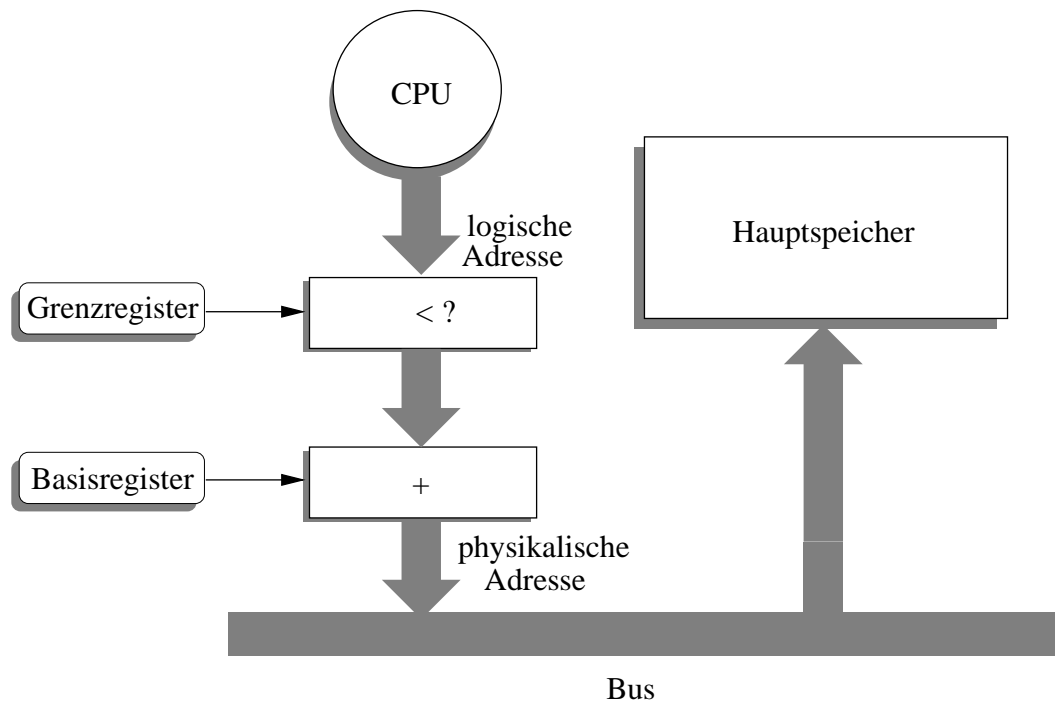 CPU
logische
Adresse
Hauptspeicher
Grenzregister
< ?
Basisregister
+
physikalische
Adresse
Bus